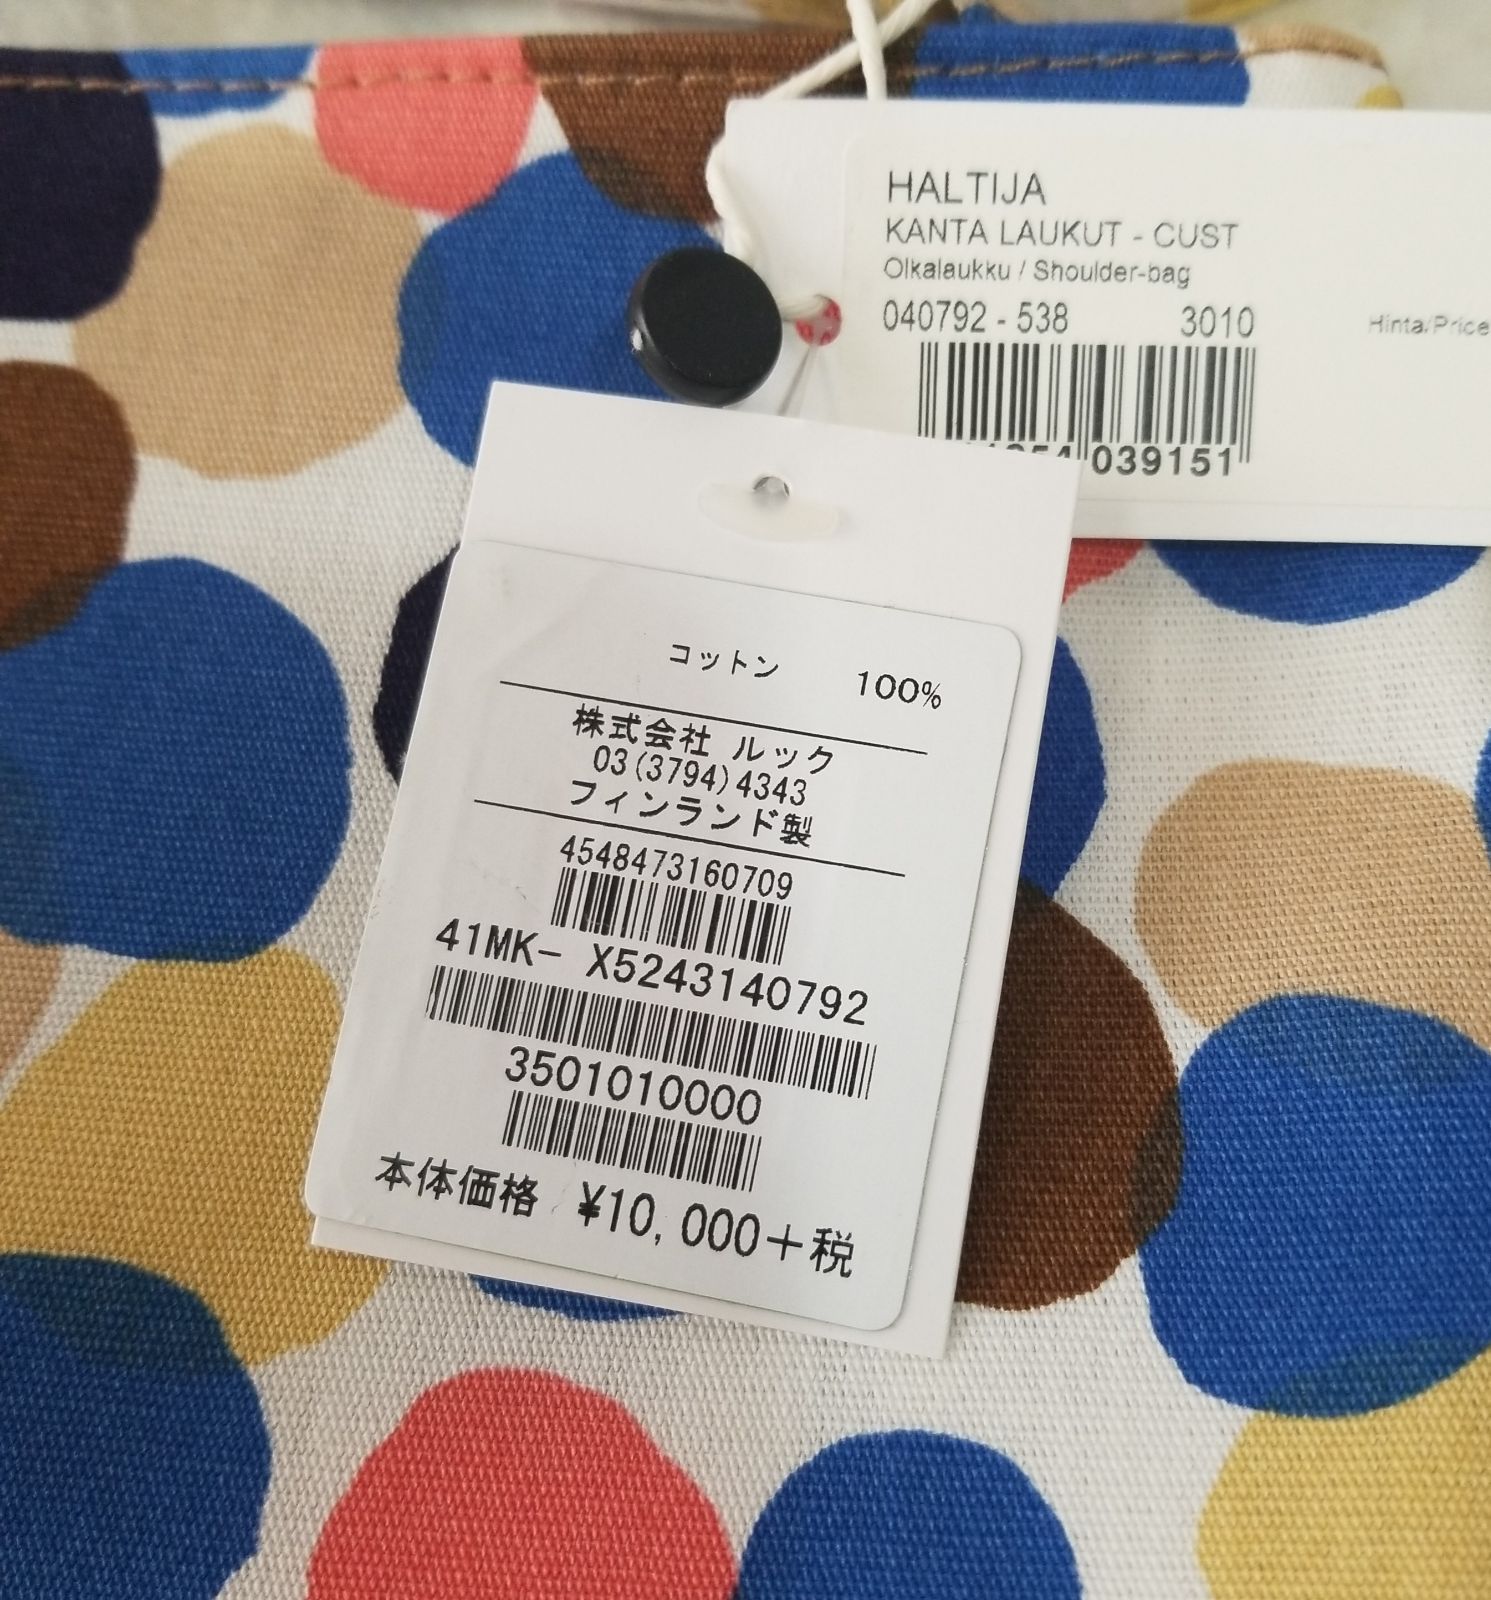 HALTIJA
KANTA LAUKUT - CUST
Olkalaukku / Shoulder-bag
040792 - 538 3010 Hinta/Price
039151
コットン 100%
株式会社 ルック
03(3794)4343
フィンランド製
4548473160709
41MK- X5243140792
3501010000
本体価格 ¥10,000+税